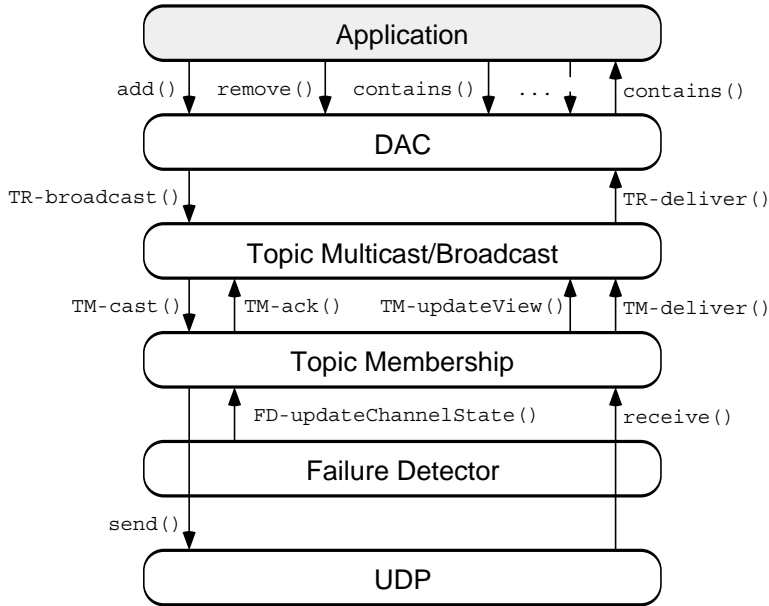 Application
add() remove() contains() ... contains()
DAC
TR-broadcast() TR-deliver()
Topic Multicast/Broadcast
TM-cast() TM-ack() TM-updateView() TM-deliver()
Topic Membership
FD-updateChannelState() receive()
Failure Detector
send()
UDP